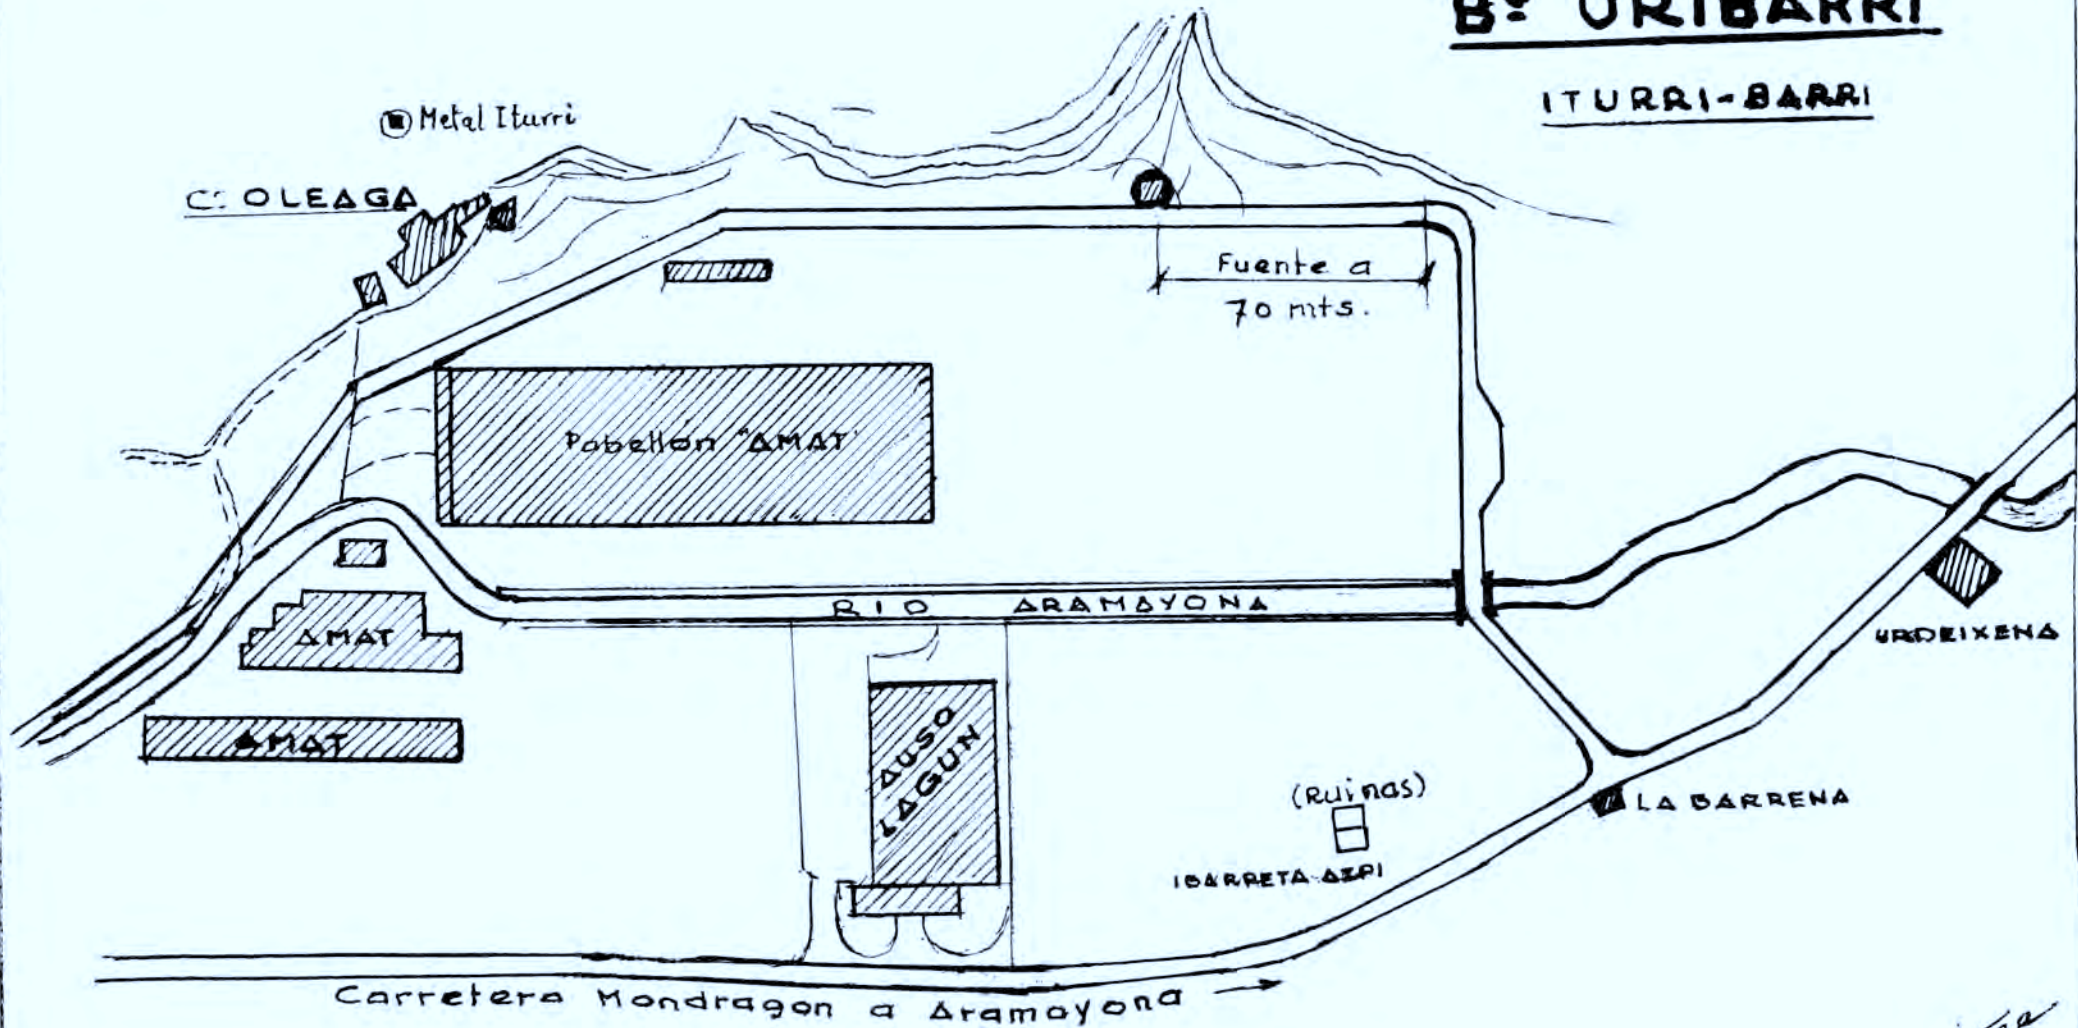 Bº URIBARRI
ITURRI-BARRI
Metal Iturri
Cº OLEAGA
Fuente a
70 mts.
Pabellón "AMAT"
RIO ARAMAYONA
AMAT
URDEIXENA
AMAT
AUSO
LAGUN
(Ruinas)
LA BARRENA
IBARRETA-AZPI
Carretera Mondragon a Aramayona